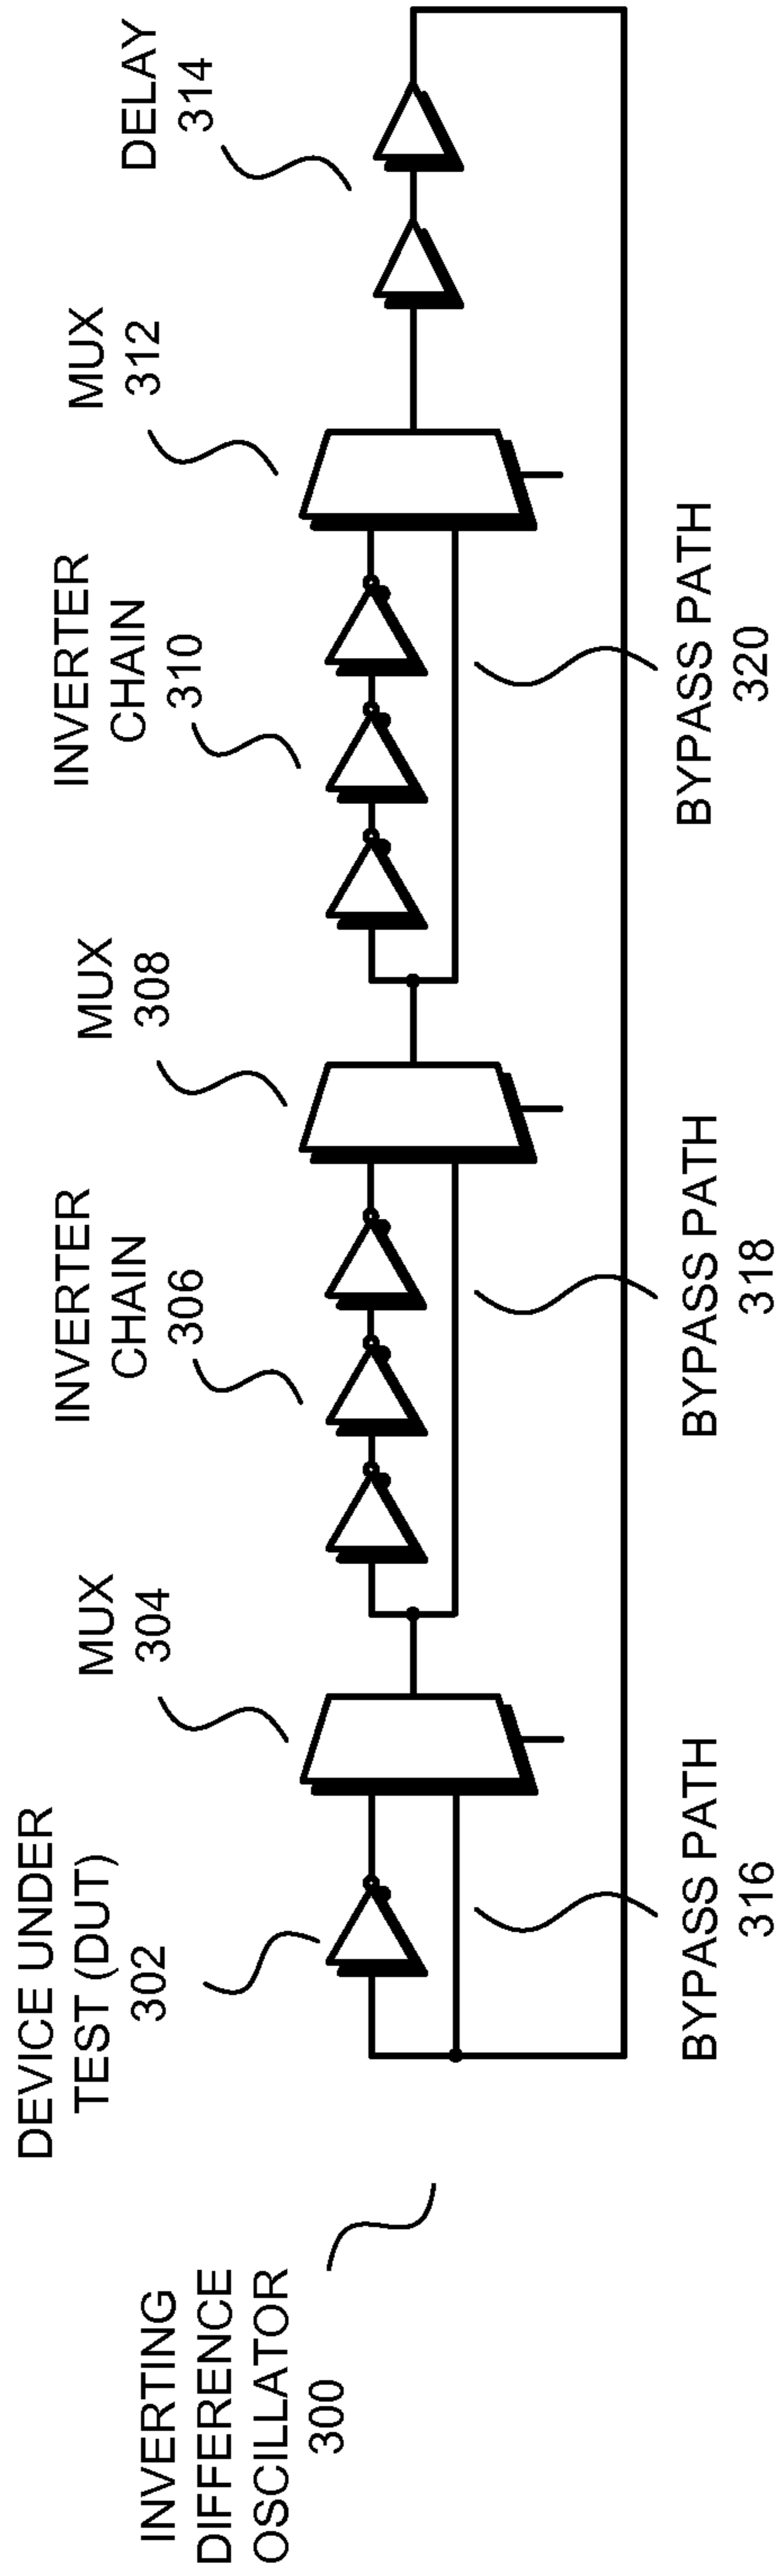 INVERTING
DIFFERENCE
OSCILLATOR
300
DEVICE UNDER
TEST (DUT)
302
MUX
304
INVERTER
CHAIN
306
MUX
308
INVERTER
CHAIN
310
MUX
312
DELAY
314
BYPASS PATH
316
BYPASS PATH
318
BYPASS PATH
320